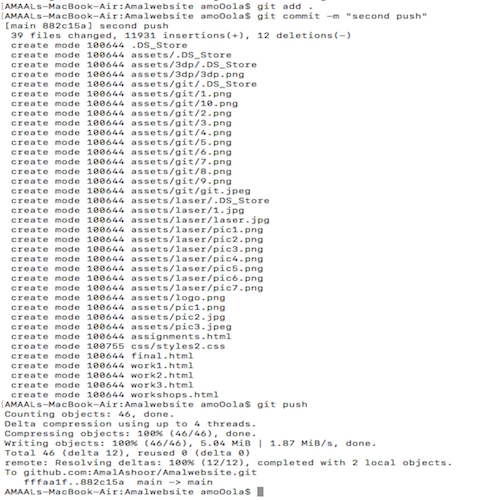 [AMAALs-MacBook-Air:Amalwebsite amoOola$ git add .
[AMAALs-MacBook-Air:Amalwebsite amoOola$ git commit -m "second push"
[main 882c15a] second push
 39 files changed, 11931 insertions(+), 12 deletions(-)
 create mode 100644 .DS_Store
 create mode 100644 assets/.DS_Store
 create mode 100644 assets/3dp/.DS_Store
 create mode 100644 assets/3dp/3dp.png
 create mode 100644 assets/git/.DS_Store
 create mode 100644 assets/git/1.png
 create mode 100644 assets/git/10.png
 create mode 100644 assets/git/2.png
 create mode 100644 assets/git/3.png
 create mode 100644 assets/git/4.png
 create mode 100644 assets/git/5.png
 create mode 100644 assets/git/6.png
 create mode 100644 assets/git/7.png
 create mode 100644 assets/git/8.png
 create mode 100644 assets/git/9.png
 create mode 100644 assets/git/git.jpeg
 create mode 100644 assets/laser/.DS_Store
 create mode 100644 assets/laser/1.jpg
 create mode 100644 assets/laser/laser.jpg
 create mode 100644 assets/laser/pic1.png
 create mode 100644 assets/laser/pic2.png
 create mode 100644 assets/laser/pic3.png
 create mode 100644 assets/laser/pic4.png
 create mode 100644 assets/laser/pic5.png
 create mode 100644 assets/laser/pic6.png
 create mode 100644 assets/laser/pic7.png
 create mode 100644 assets/logo.png
 create mode 100644 assets/pic1.png
 create mode 100644 assets/pic2.jpg
 create mode 100644 assets/pic3.jpeg
 create mode 100644 assignments.html
 create mode 100755 css/styles2.css
 create mode 100644 final.html
 create mode 100644 work1.html
 create mode 100644 work2.html
 create mode 100644 work3.html
 create mode 100644 workshops.html
[AMAALs-MacBook-Air:Amalwebsite amoOola$ git push
Counting objects: 46, done.
Delta compression using up to 4 threads.
Compressing objects: 100% (46/46), done.
Writing objects: 100% (46/46), 5.04 MiB | 1.87 MiB/s, done.
Total 46 (delta 12), reused 0 (delta 0)
remote: Resolving deltas: 100% (12/12), completed with 2 local objects.
To github.com:AmalAshoor/Amalwebsite.git
   fffaa1f..882c15a  main -> main
AMAALs-MacBook-Air:Amalwebsite amoOola$